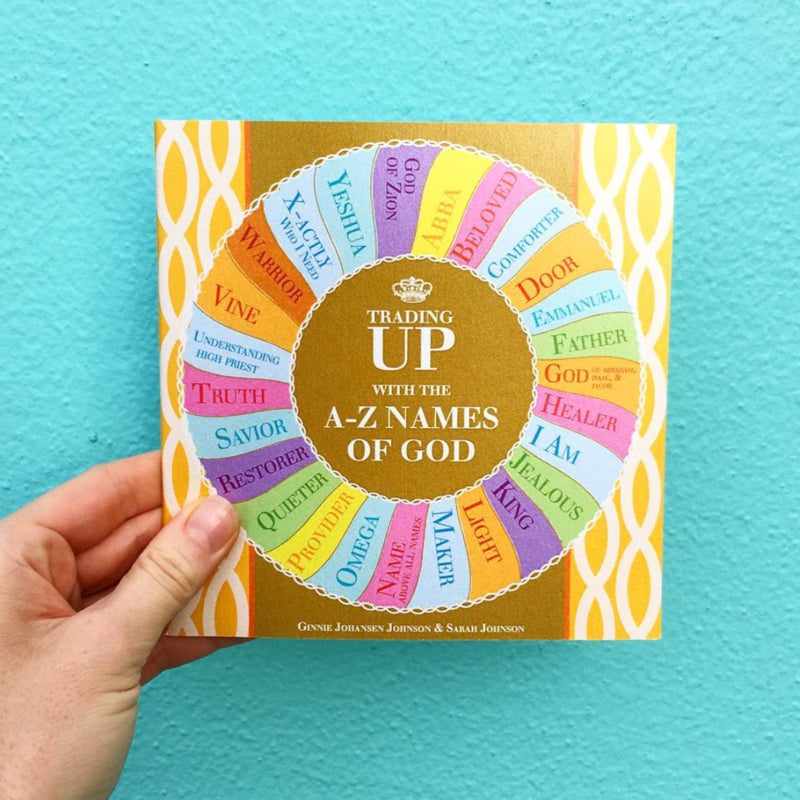 TRADING
UP
WITH THE
A-Z NAMES
OF GOD
ABBA
BELOVED
COMFORTER
DOOR
EMMANUEL
FATHER
GOD
OF ABRAHAM,
ISAAC, &
JACOB
HEALER
I AM
JEALOUS
KING
LIGHT
MAKER
NAME
ABOVE ALL NAMES
OMEGA
PROVIDER
QUIETER
RESTORER
SAVIOR
TRUTH
UNDERSTANDING
HIGH PRIEST
VINE
WARRIOR
X-ACTLY
WHO I NEED
YESHUA
GOD
OF ZION
GINNIE JOHANSEN JOHNSON & SARAH JOHNSON